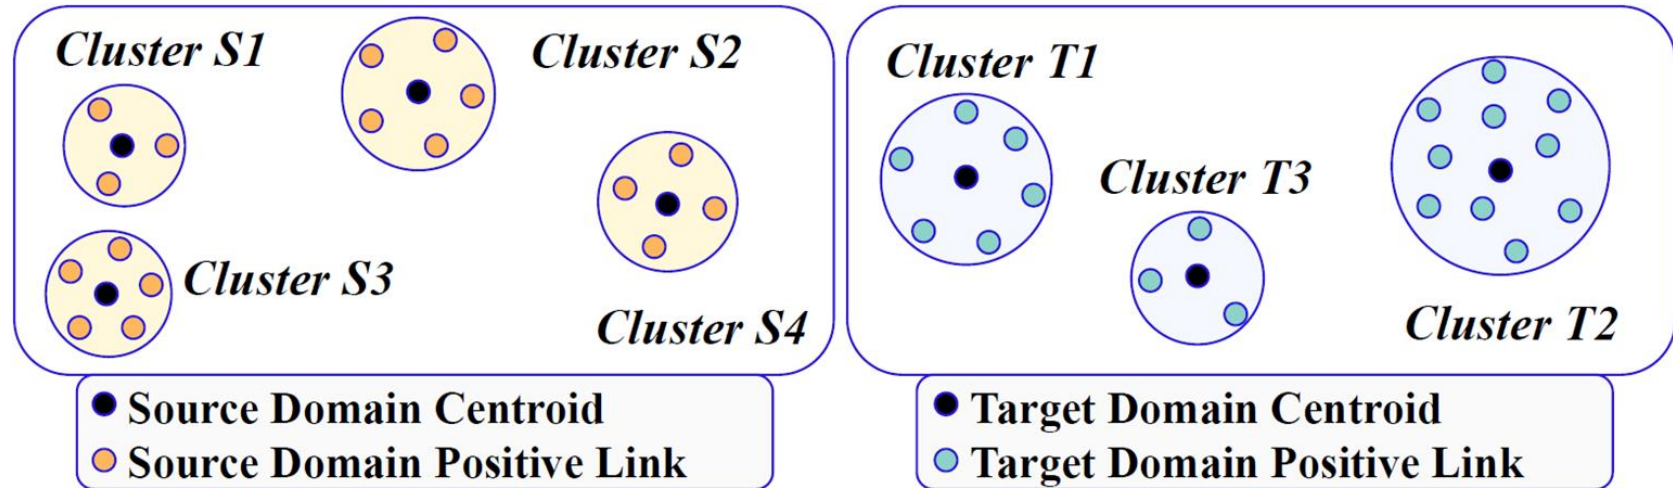 Cluster S1
Cluster S2
Cluster S3
Cluster S4
Source Domain Centroid
Source Domain Positive Link
Cluster T1
Cluster T3
Cluster T2
Target Domain Centroid
Target Domain Positive Link